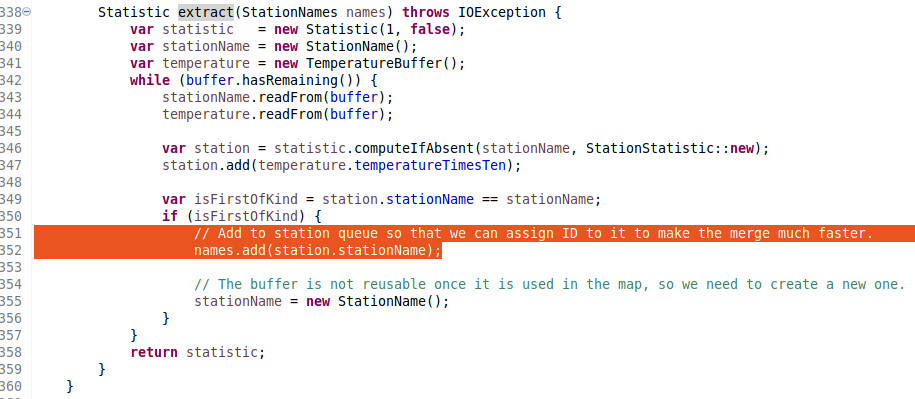 338 Statistic extract(StationNames names) throws IOException {
339 var statistic   = new Statistic(1, false);
340 var stationName = new StationName();
341 var temperature = new TemperatureBuffer();
342 while (buffer.hasRemaining()) {
343 stationName.readFrom(buffer);
344 temperature.readFrom(buffer);
345
346 var station = statistic.computeIfAbsent(stationName, StationStatistic::new);
347 station.add(temperature.temperatureTimesTen);
348
349 var isFirstOfKind = station.stationName == stationName;
350 if (isFirstOfKind) {
351 // Add to station queue so that we can assign ID to it to make the merge much faster.
352 names.add(station.stationName);
353
354 // The buffer is not reusable once it is used in the map, so we need to create a new one.
355 stationName = new StationName();
356 }
357 }
358 return statistic;
359 }
360 }